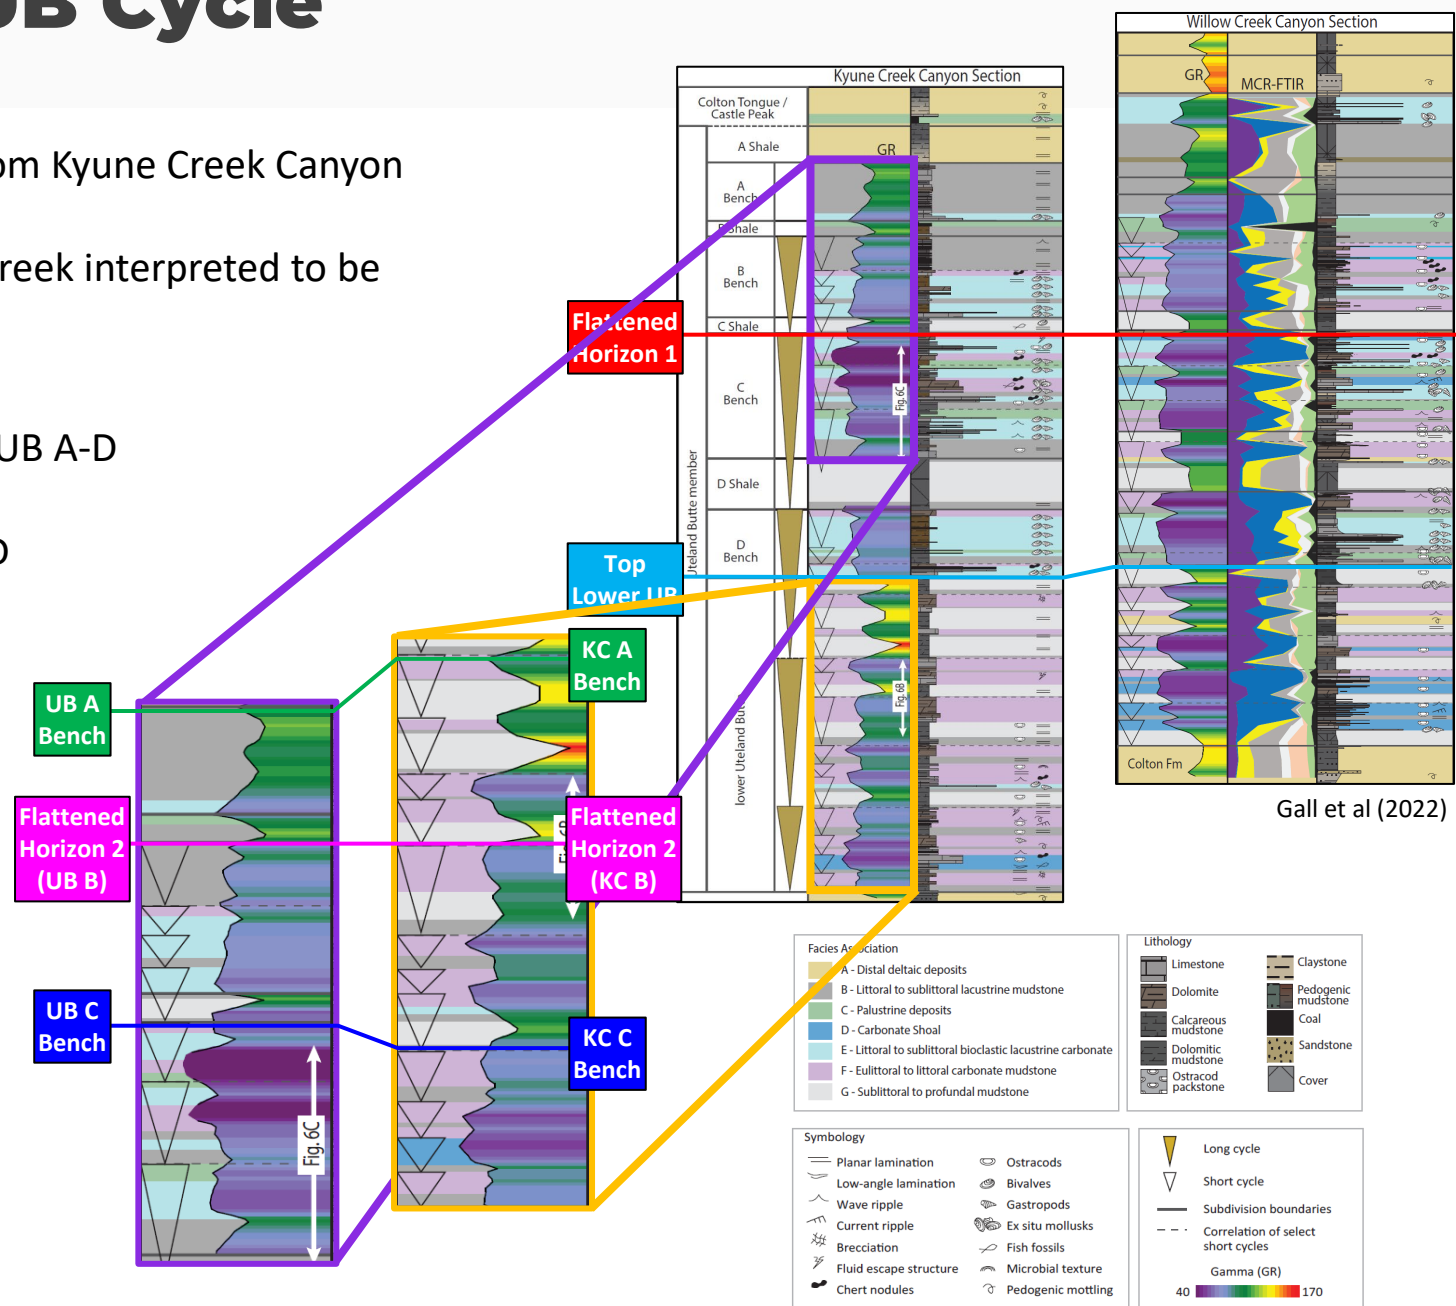 UB Cycle
om Kyune Creek Canyon
reek interpreted to be
UB A-D
Kyune Creek Canyon Section
Colton Tongue /
Castle Peak
A Shale
GR
A
Bench
Shale
B
Bench
C Shale
C
Bench
Fig. 6C
D Shale
D
Bench
Uteland Butte member
lower Uteland But
Fig. 6B
Willow Creek Canyon Section
GR
MCR-FTIR
Colton Fm
Gall et al (2022)
Flattened
Horizon 1
Top
Lower UB
KC A
Bench
UB A
Bench
Flattened
Horizon 2
(UB B)
Flattened
Horizon 2
(KC B)
UB C
Bench
KC C
Bench
Fig. 6C
Facies Association
A - Distal deltaic deposits
B - Littoral to sublittoral lacustrine mudstone
C - Palustrine deposits
D - Carbonate Shoal
E - Littoral to sublittoral bioclastic lacustrine carbonate
F - Eulittoral to littoral carbonate mudstone
G - Sublittoral to profundal mudstone
Lithology
Limestone
Dolomite
Calcareous
mudstone
Dolomitic
mudstone
Ostracod
packstone
Claystone
Pedogenic
mudstone
Coal
Sandstone
Cover
Symbology
Planar lamination
Low-angle lamination
Wave ripple
Current ripple
Brecciation
Fluid escape structure
Chert nodules
Ostracods
Bivalves
Gastropods
Ex situ mollusks
Fish fossils
Microbial texture
Pedogenic mottling
Long cycle
Short cycle
Subdivision boundaries
Correlation of select
short cycles
Gamma (GR)
40 170